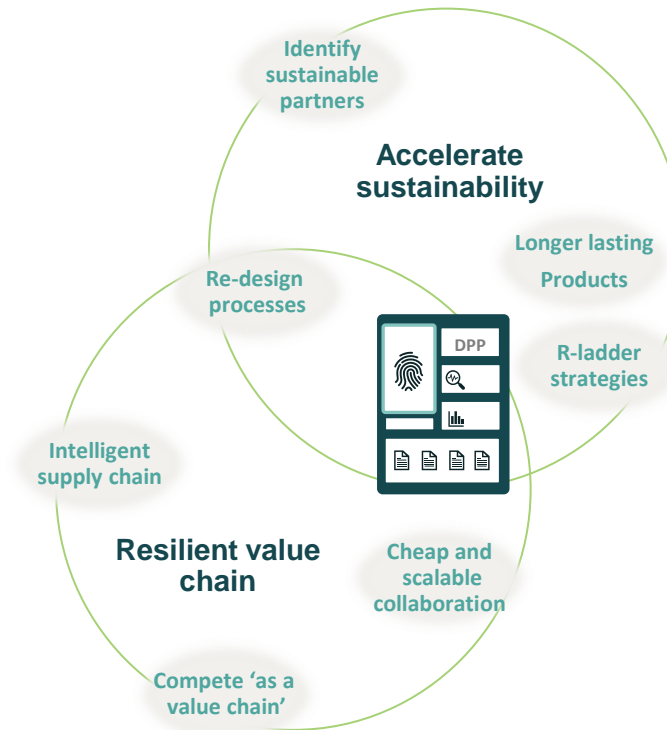 Identify
sustainable
partners
Accelerate
sustainability
Longer lasting
Products
Re-design
processes
DPP
R-ladder
strategies
Intelligent
supply chain
Resilient value
chain
Cheap and
scalable
collaboration
Compete ‘as a
value chain’